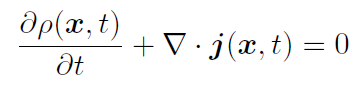 ∂ρ(𝒙, t)/∂t + ∇ · 𝒋(𝒙, t) = 0